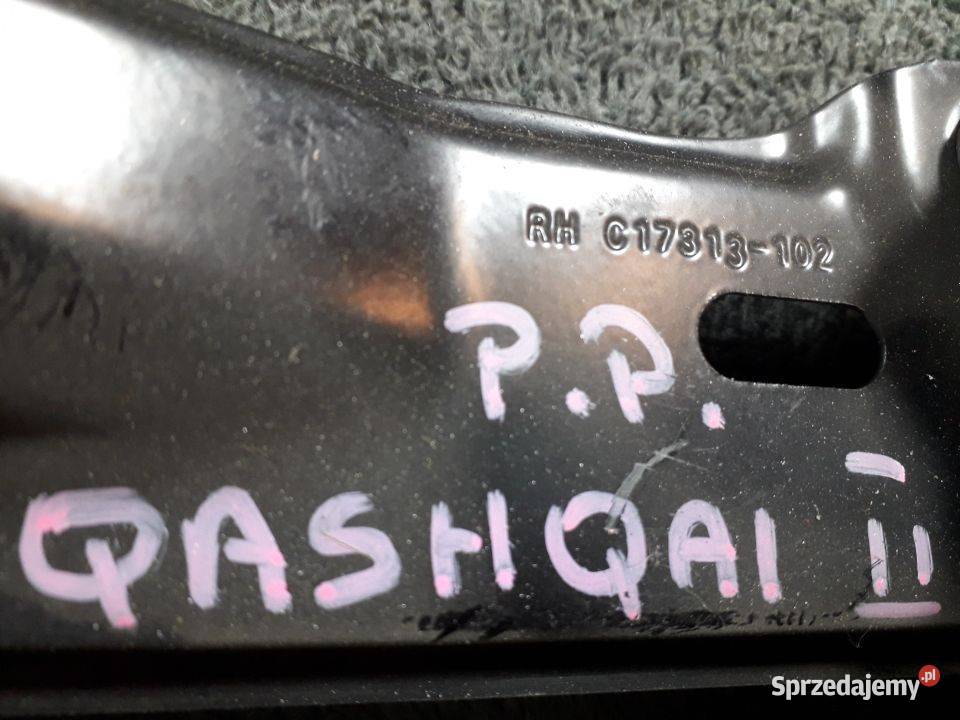 RH C17313-102
P.P.
QASHQAI II
Sprzedajemy.pl